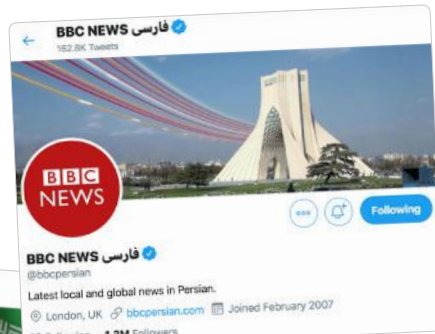 BBC NEWS فارسی
162.8K Tweets
BBC
NEWS
Following
BBC NEWS فارسی
@bbcpersian
Latest local and global news in Persian.
London, UK bbcpersian.com Joined February 2007
1.3M Followers